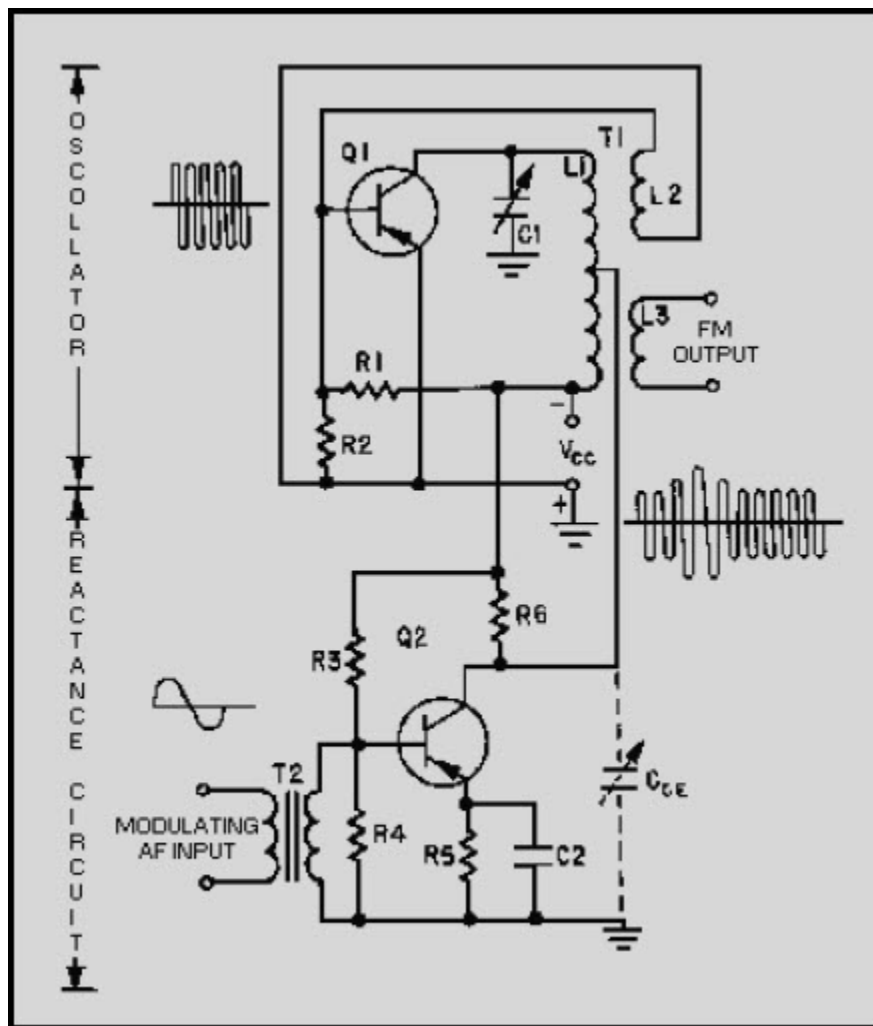 OSCOLLATOR
Q1
C1
L1
T1
L2
L3
FM
OUTPUT
R1
R2
−
VCC
+
REACTANCE CIRCUIT
R3
Q2
R6
T2
MODULATING
AF INPUT
R4
R5
C2
CCE